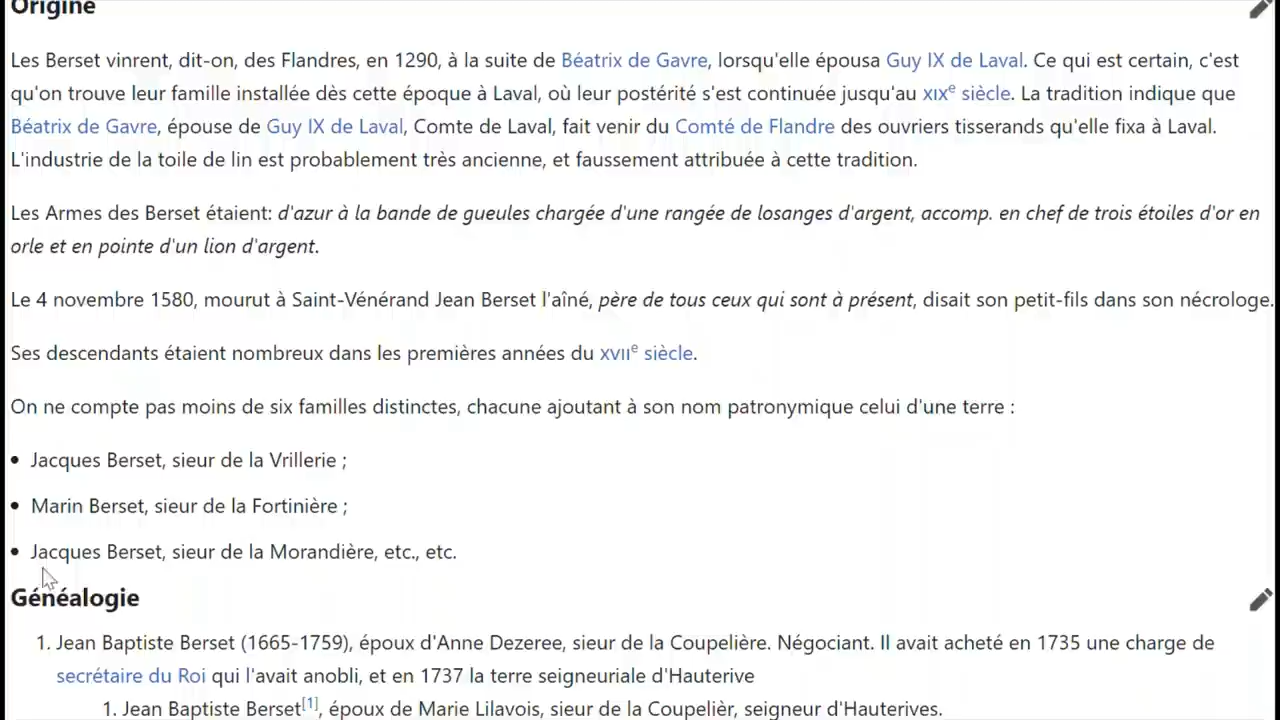 Origine
Les Berset vinrent, dit-on, des Flandres, en 1290, à la suite de Béatrix de Gavre, lorsqu'elle épousa Guy IX de Laval. Ce qui est certain, c'est
qu'on trouve leur famille installée dès cette époque à Laval, où leur postérité s'est continuée jusqu'au XIXe siècle. La tradition indique que
Béatrix de Gavre, épouse de Guy IX de Laval, Comte de Laval, fait venir du Comté de Flandre des ouvriers tisserands qu'elle fixa à Laval.
L'industrie de la toile de lin est probablement très ancienne, et faussement attribuée à cette tradition.
Les Armes des Berset étaient: d'azur à la bande de gueules chargée d'une rangée de losanges d'argent, accomp. en chef de trois étoiles d'or en
orle et en pointe d'un lion d'argent.
Le 4 novembre 1580, mourut à Saint-Vénérand Jean Berset l'aîné, père de tous ceux qui sont à présent, disait son petit-fils dans son nécrologe.
Ses descendants étaient nombreux dans les premières années du XVIIe siècle.
On ne compte pas moins de six familles distinctes, chacune ajoutant à son nom patronymique celui d'une terre :
• Jacques Berset, sieur de la Vrillerie ;
• Marin Berset, sieur de la Fortinière ;
• Jacques Berset, sieur de la Morandière, etc., etc.
Généalogie
1. Jean Baptiste Berset (1665-1759), époux d'Anne Dezeree, sieur de la Coupelière. Négociant. Il avait acheté en 1735 une charge de
secrétaire du Roi qui l'avait anobli, et en 1737 la terre seigneuriale d'Hauterive
1. Jean Baptiste Berset[1], époux de Marie Lilavois, sieur de la Coupelièr, seigneur d'Hauterives.